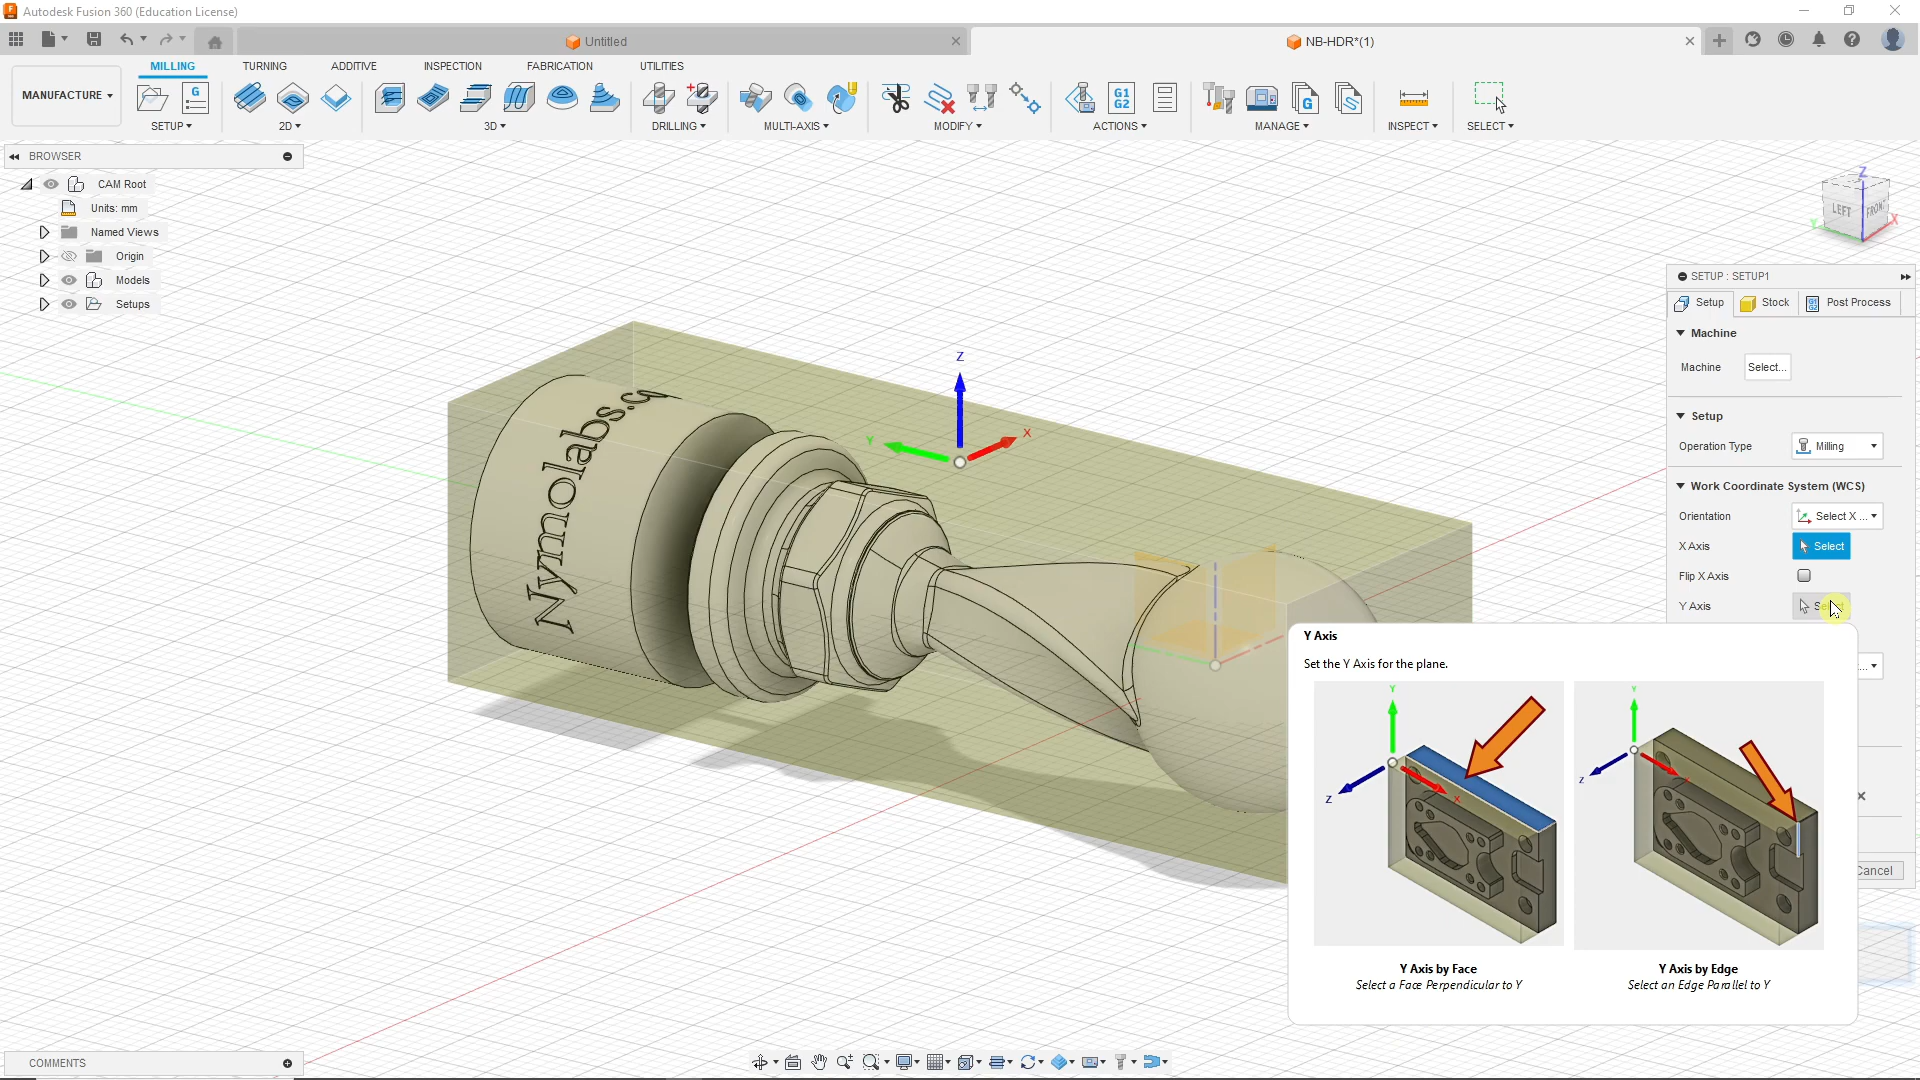 Autodesk Fusion 360 (Education License)
Untitled
NB-HDR*(1)
MILLING
TURNING
ADDITIVE
INSPECTION
FABRICATION
UTILITIES
MANUFACTURE
G
G1
G2
G
SETUP
2D
3D
DRILLING
MULTI-AXIS
MODIFY
ACTIONS
MANAGE
INSPECT
SELECT
BROWSER
CAM Root
Units: mm
Named Views
Origin
Models
Setups
Z
LEFT
FRONT
Y
X
SETUP : SETUP1
Setup
Stock
Post Process
Machine
Machine
Select...
Setup
Operation Type
Milling
Work Coordinate System (WCS)
Orientation
Select X ...
X Axis
Select
Flip X Axis
Y Axis
Z
Y
X
Nymolabs.c
Y Axis
Set the Y Axis for the plane.
Y
Z
X
Y
Z
Y Axis by Face
Select a Face Perpendicular to Y
Y Axis by Edge
Select an Edge Parallel to Y
Cancel
COMMENTS